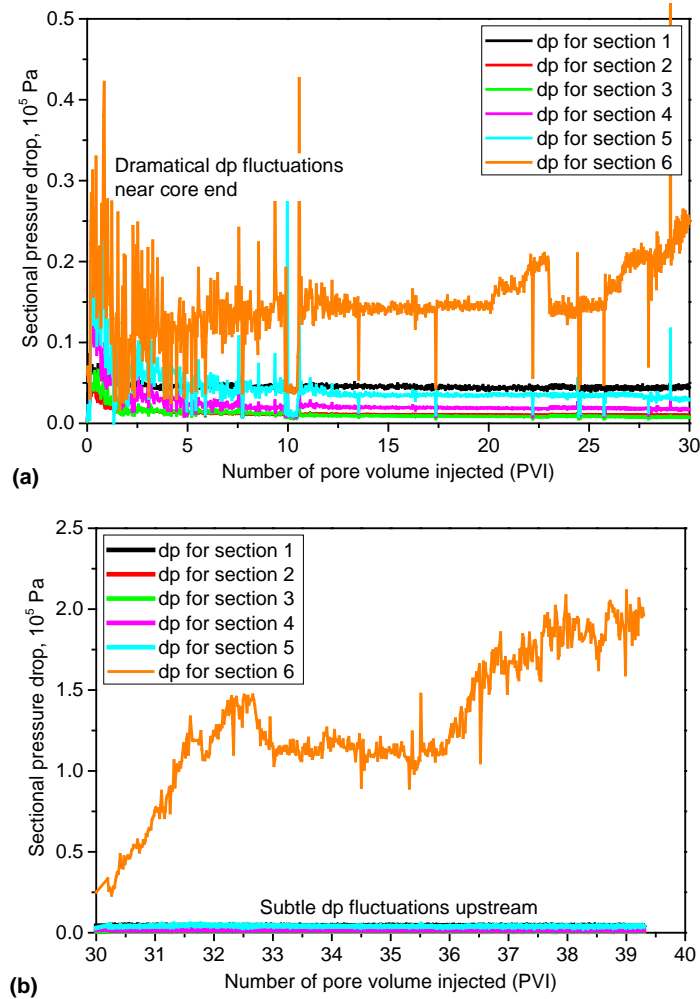 0.5
0.4
0.3
0.2
0.1
0.0
Sectional pressure drop, 10⁵ Pa
dp for section 1
dp for section 2
dp for section 3
dp for section 4
dp for section 5
dp for section 6
Dramatical dp fluctuations
near core end
0 5 10 15 20 25 30
Number of pore volume injected (PVI)
(a)
2.5
2.0
1.5
1.0
0.5
0.0
Sectional pressure drop, 10⁵ Pa
dp for section 1
dp for section 2
dp for section 3
dp for section 4
dp for section 5
dp for section 6
Subtle dp fluctuations upstream
30 31 32 33 34 35 36 37 38 39 40
Number of pore volume injected (PVI)
(b)